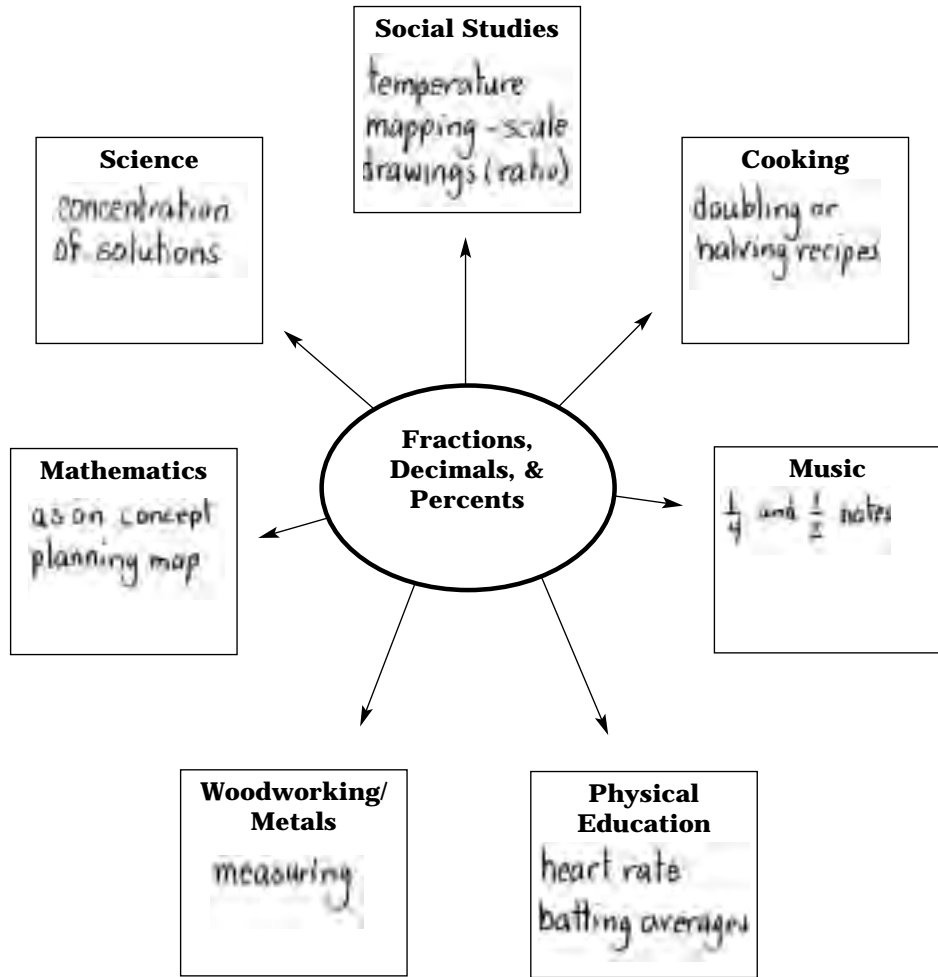 Social Studies
temperature
mapping - scale
drawings (ratio)
Science
concentration
of solutions
Cooking
doubling or
halving recipes
Fractions,
Decimals, &
Percents
Mathematics
as on concept
planning map
Music
1/4 and 1/2 notes
Woodworking/
Metals
measuring
Physical
Education
heart rate
batting averages